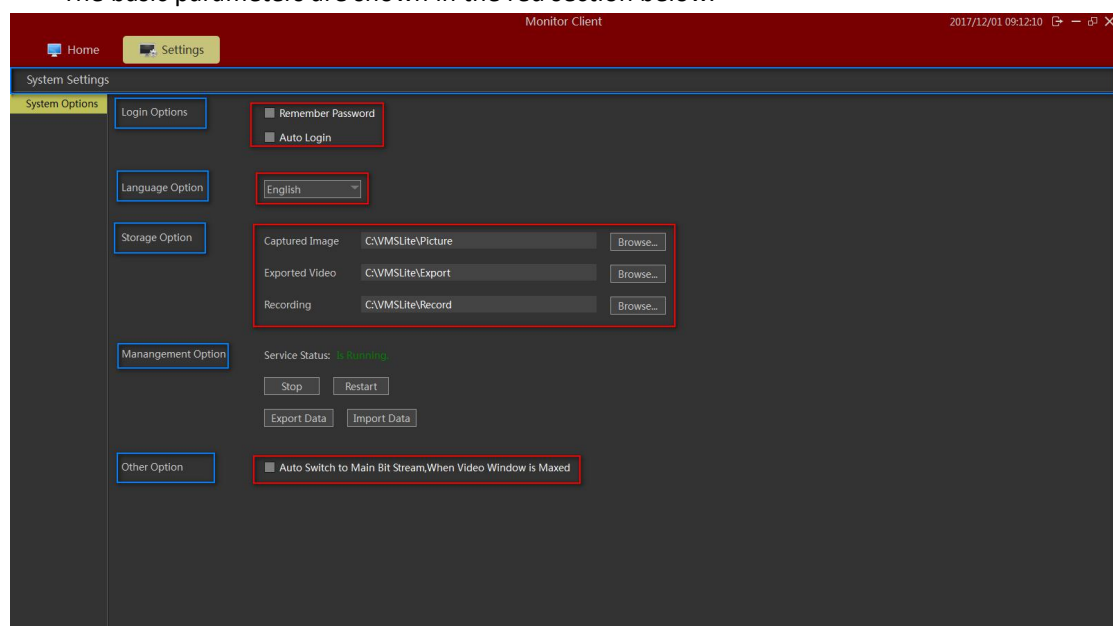 The basic parameters are shown in the red section below.
Monitor Client
2017/12/01 09:12:10
Home
Settings
System Settings
System Options
Login Options
Remember Password
Auto Login
Language Option
English
Storage Option
Captured Image C:\VMSLite\Picture Browse...
Exported Video C:\VMSLite\Export Browse...
Recording C:\VMSLite\Record Browse...
Manangement Option
Service Status: Is Running.
Stop Restart
Export Data Import Data
Other Option
Auto Switch to Main Bit Stream,When Video Window is Maxed